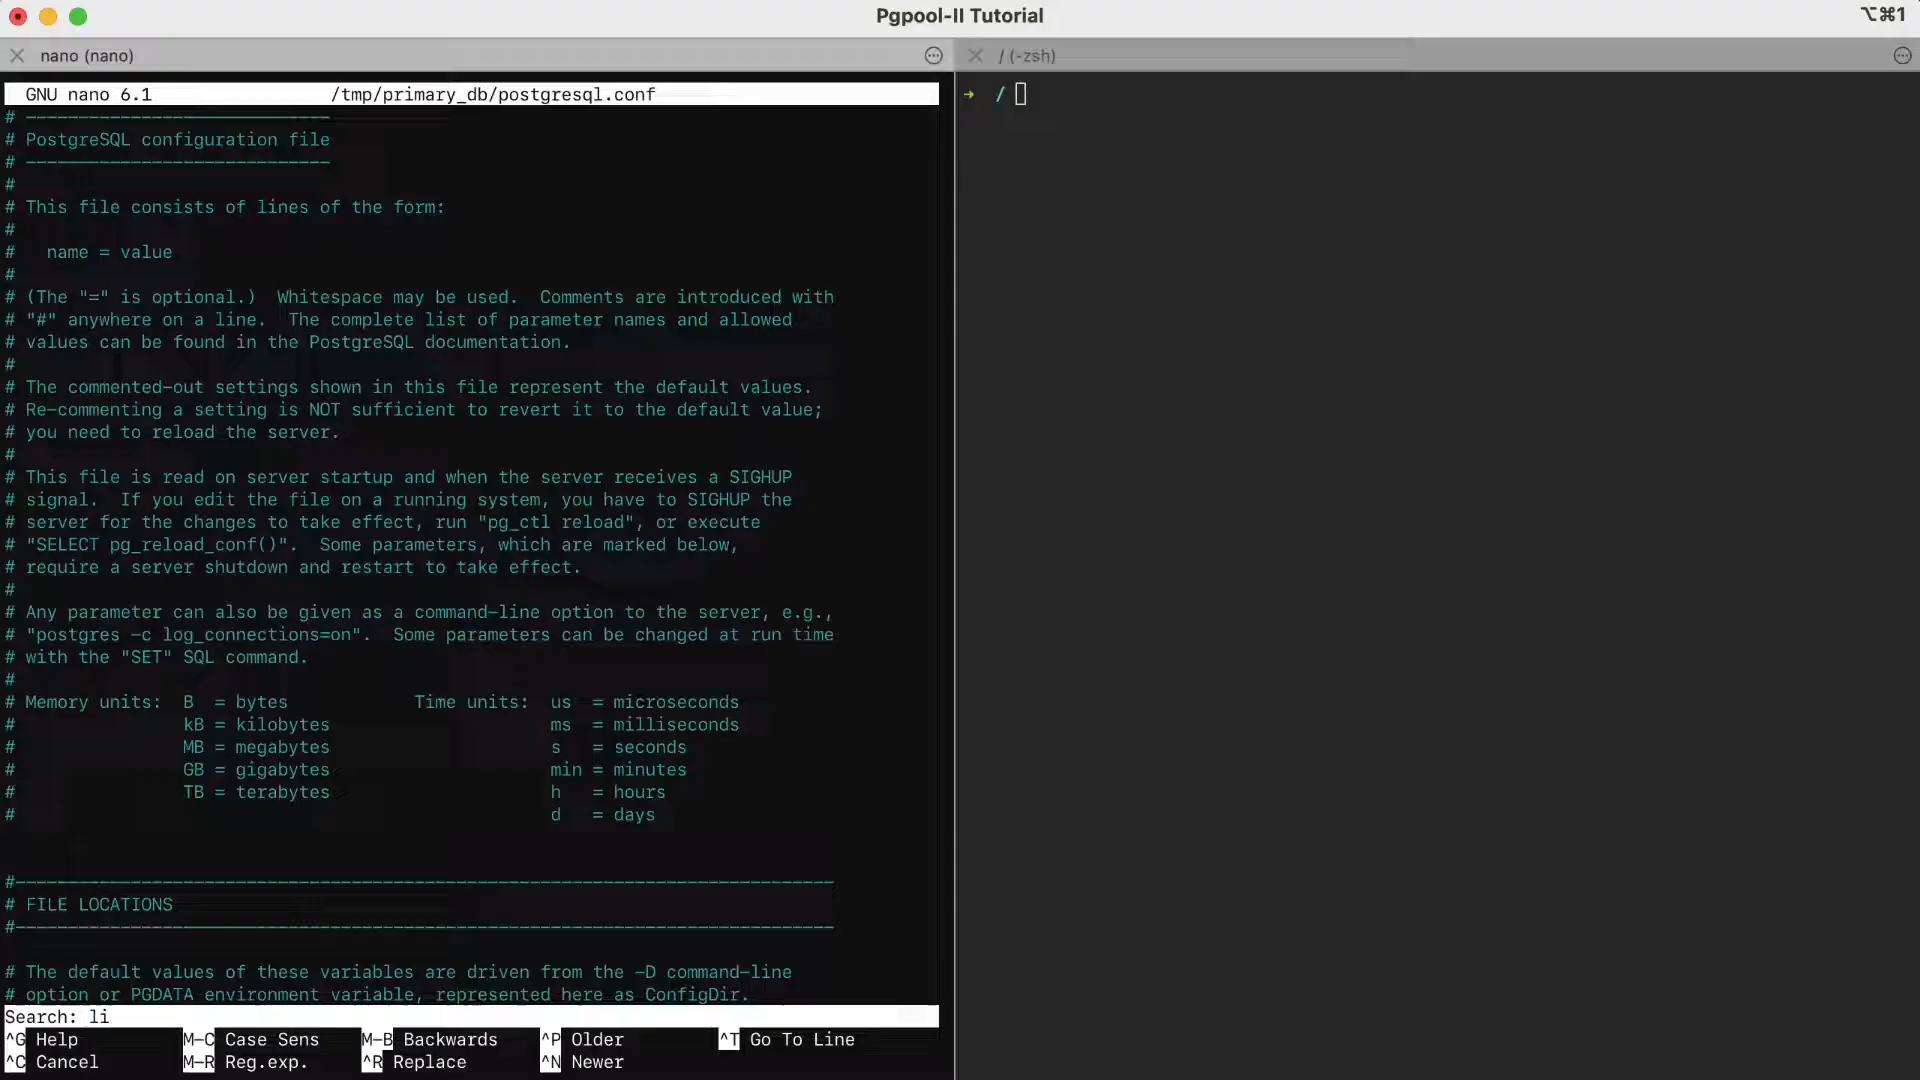 Pgpool-II Tutorial
⌥⌘1
nano (nano)
/ (-zsh)
GNU nano 6.1 /tmp/primary_db/postgresql.conf
# -----------------------------
# PostgreSQL configuration file
# -----------------------------
#
# This file consists of lines of the form:
#
#   name = value
#
# (The "=" is optional.)  Whitespace may be used.  Comments are introduced with
# "#" anywhere on a line.  The complete list of parameter names and allowed
# values can be found in the PostgreSQL documentation.
#
# The commented-out settings shown in this file represent the default values.
# Re-commenting a setting is NOT sufficient to revert it to the default value;
# you need to reload the server.
#
# This file is read on server startup and when the server receives a SIGHUP
# signal.  If you edit the file on a running system, you have to SIGHUP the
# server for the changes to take effect, run "pg_ctl reload", or execute
# "SELECT pg_reload_conf()".  Some parameters, which are marked below,
# require a server shutdown and restart to take effect.
#
# Any parameter can also be given as a command-line option to the server, e.g.,
# "postgres -c log_connections=on".  Some parameters can be changed at run time
# with the "SET" SQL command.
#
# Memory units:  B  = bytes            Time units:  us  = microseconds
#                kB = kilobytes                     ms  = milliseconds
#                MB = megabytes                     s   = seconds
#                GB = gigabytes                     min = minutes
#                TB = terabytes                     h   = hours
#                                                   d   = days
#------------------------------------------------------------------------------
# FILE LOCATIONS
#------------------------------------------------------------------------------
# The default values of these variables are driven from the -D command-line
# option or PGDATA environment variable, represented here as ConfigDir.
Search: li
^G Help M-C Case Sens M-B Backwards ^P Older ^T Go To Line
^C Cancel M-R Reg.exp. ^R Replace ^N Newer
➜ /